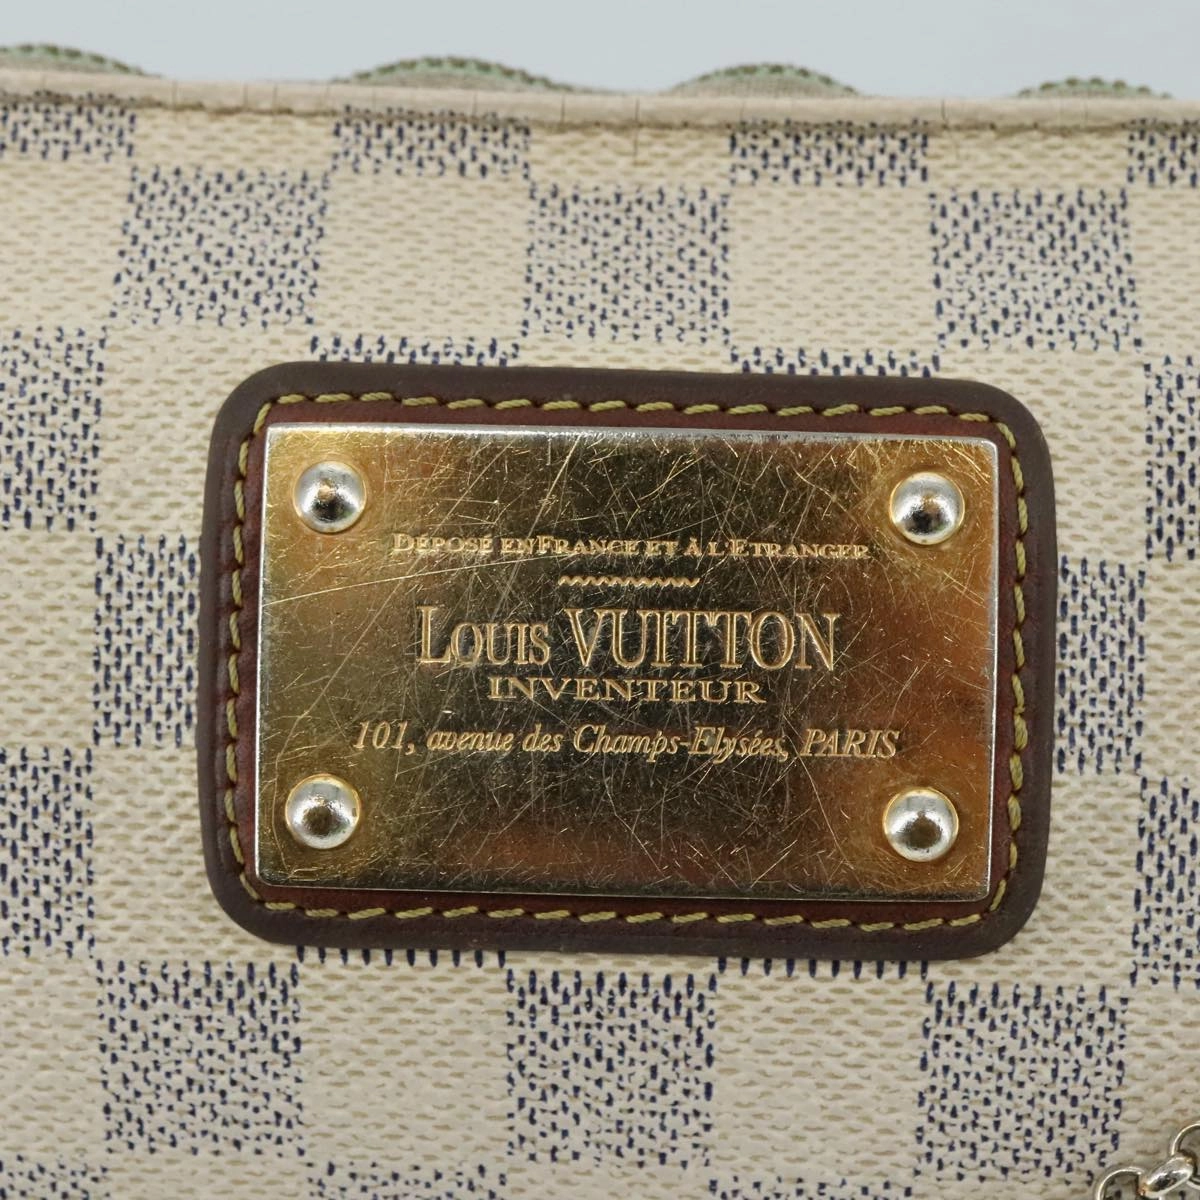 DÉPOSÉ EN FRANCE ET À L'ETRANGER
LOUIS VUITTON
INVENTEUR
101, avenue des Champs-Elysées, PARIS